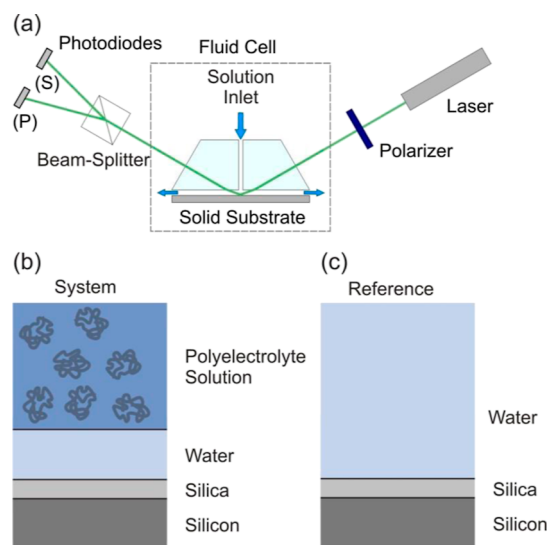 (a)
Photodiodes
Fluid Cell
Solution
Inlet
(S)
(P)
Laser
Beam-Splitter
Polarizer
Solid Substrate
(b)
System
Polyelectrolyte
Solution
Water
Silica
Silicon
(c)
Reference
Water
Silica
Silicon